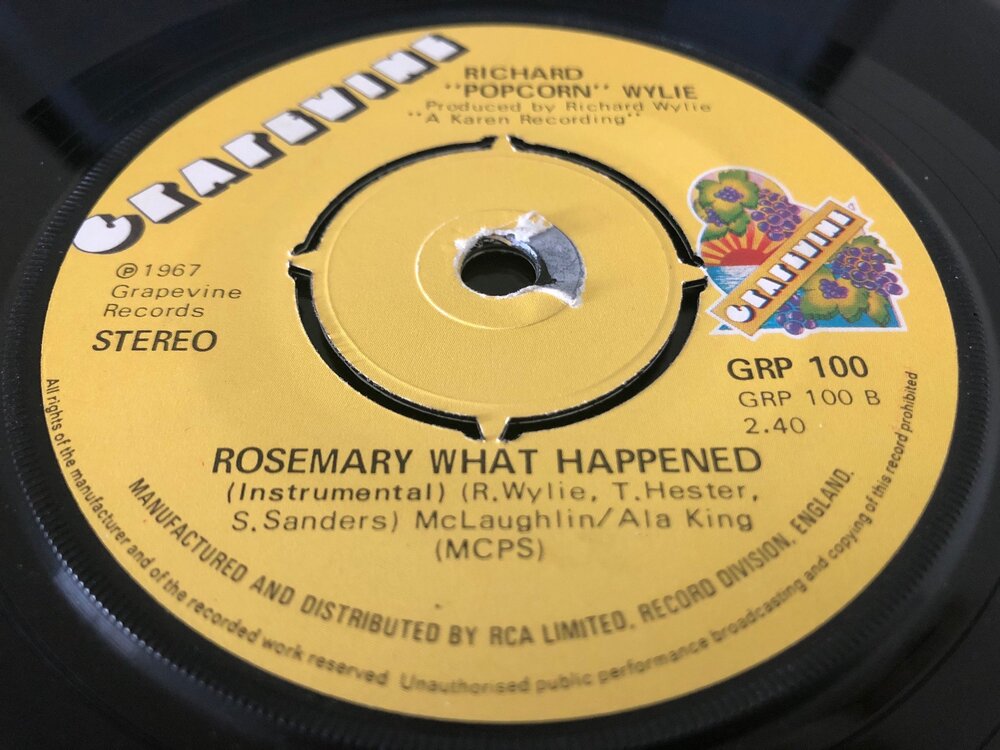 GRAPEVINE
RICHARD
"POPCORN" WYLIE
Produced by Richard Wylie
"A Karen Recording"
℗ 1967
Grapevine
Records
STEREO
GRAPEVINE
GRP 100
GRP 100 B
2.40
ROSEMARY WHAT HAPPENED
(Instrumental) (R.Wylie, T.Hester,
S.Sanders) McLaughlin/Ala King
(MCPS)
MANUFACTURED AND DISTRIBUTED BY RCA LIMITED, RECORD DIVISION, ENGLAND.
All rights of the manufacturer and of the recorded work reserved. Unauthorised public performance broadcasting and copying of this record prohibited